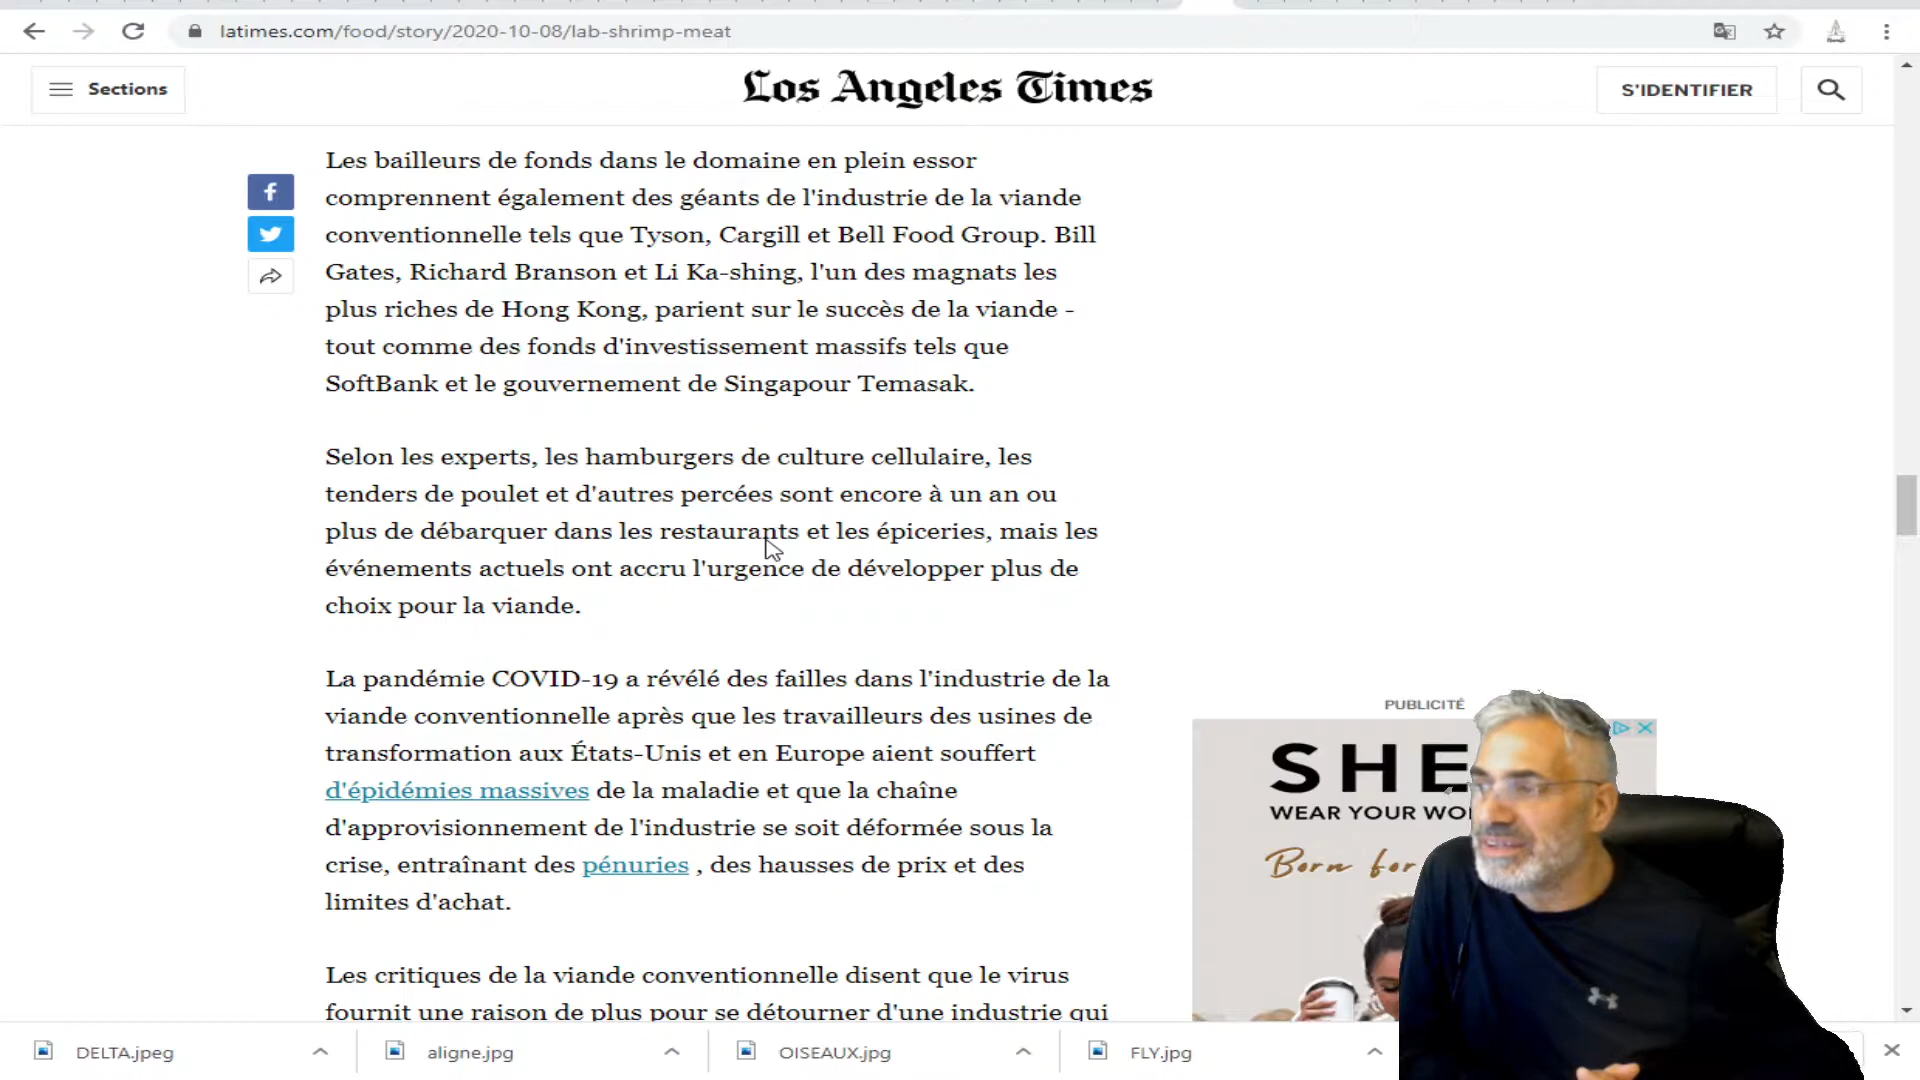 latimes.com/food/story/2020-10-08/lab-shrimp-meat
Sections
Los Angeles Times
S'IDENTIFIER
Les bailleurs de fonds dans le domaine en plein essor
comprennent également des géants de l'industrie de la viande
conventionnelle tels que Tyson, Cargill et Bell Food Group. Bill
Gates, Richard Branson et Li Ka-shing, l'un des magnats les
plus riches de Hong Kong, parient sur le succès de la viande -
tout comme des fonds d'investissement massifs tels que
SoftBank et le gouvernement de Singapour Temasak.
Selon les experts, les hamburgers de culture cellulaire, les
tenders de poulet et d'autres percées sont encore à un an ou
plus de débarquer dans les restaurants et les épiceries, mais les
événements actuels ont accru l'urgence de développer plus de
choix pour la viande.
La pandémie COVID-19 a révélé des failles dans l'industrie de la
viande conventionnelle après que les travailleurs des usines de
transformation aux États-Unis et en Europe aient souffert
d'épidémies massives de la maladie et que la chaîne
d'approvisionnement de l'industrie se soit déformée sous la
crise, entraînant des pénuries , des hausses de prix et des
limites d'achat.
Les critiques de la viande conventionnelle disent que le virus
fournit une raison de plus pour se détourner d'une industrie qui
PUBLICITÉ
SHE
WEAR YOUR WO
Born for
DELTA.jpeg
aligne.jpg
OISEAUX.jpg
FLY.jpg